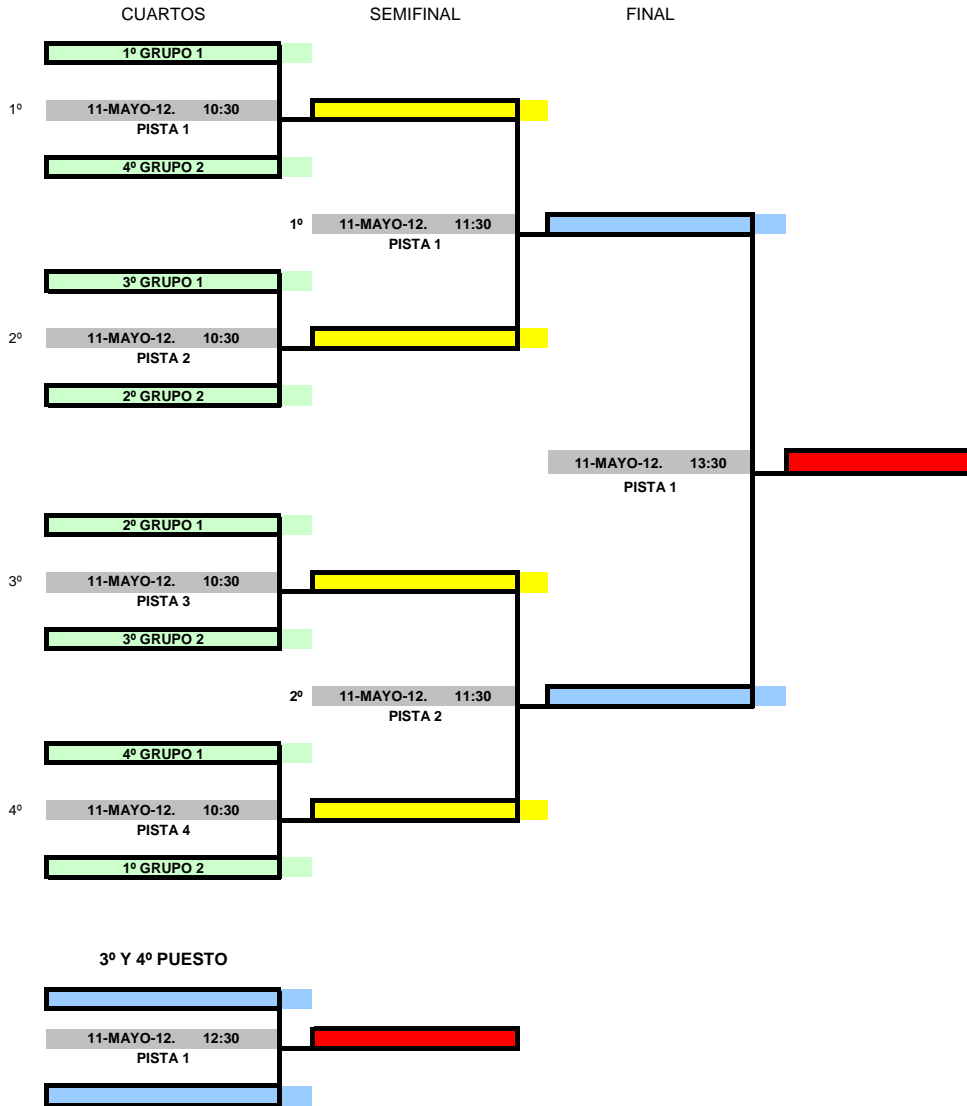 CUARTOS SEMIFINAL FINAL
1º GRUPO 1
1º 11-MAYO-12. 10:30
PISTA 1
4º GRUPO 2
1º 11-MAYO-12. 11:30
PISTA 1
3º GRUPO 1
2º 11-MAYO-12. 10:30
PISTA 2
2º GRUPO 2
11-MAYO-12. 13:30
PISTA 1
2º GRUPO 1
3º 11-MAYO-12. 10:30
PISTA 3
3º GRUPO 2
2º 11-MAYO-12. 11:30
PISTA 2
4º GRUPO 1
4º 11-MAYO-12. 10:30
PISTA 4
1º GRUPO 2
3º Y 4º PUESTO
11-MAYO-12. 12:30
PISTA 1